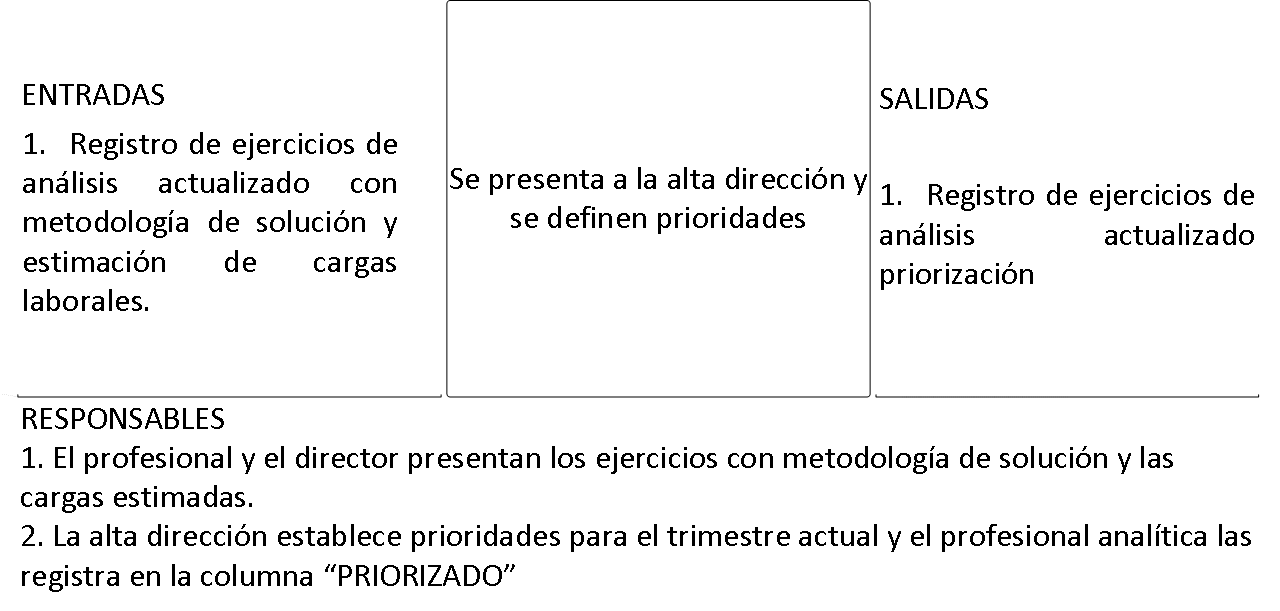 ENTRADAS
1. Registro de ejercicios de
análisis actualizado con
metodología de solución y
estimación de cargas
laborales.
Se presenta a la alta dirección y
se definen prioridades
SALIDAS
1. Registro de ejercicios de
análisis actualizado
priorización
RESPONSABLES
1. El profesional y el director presentan los ejercicios con metodología de solución y las
cargas estimadas.
2. La alta dirección establece prioridades para el trimestre actual y el profesional analítica las
registra en la columna “PRIORIZADO”